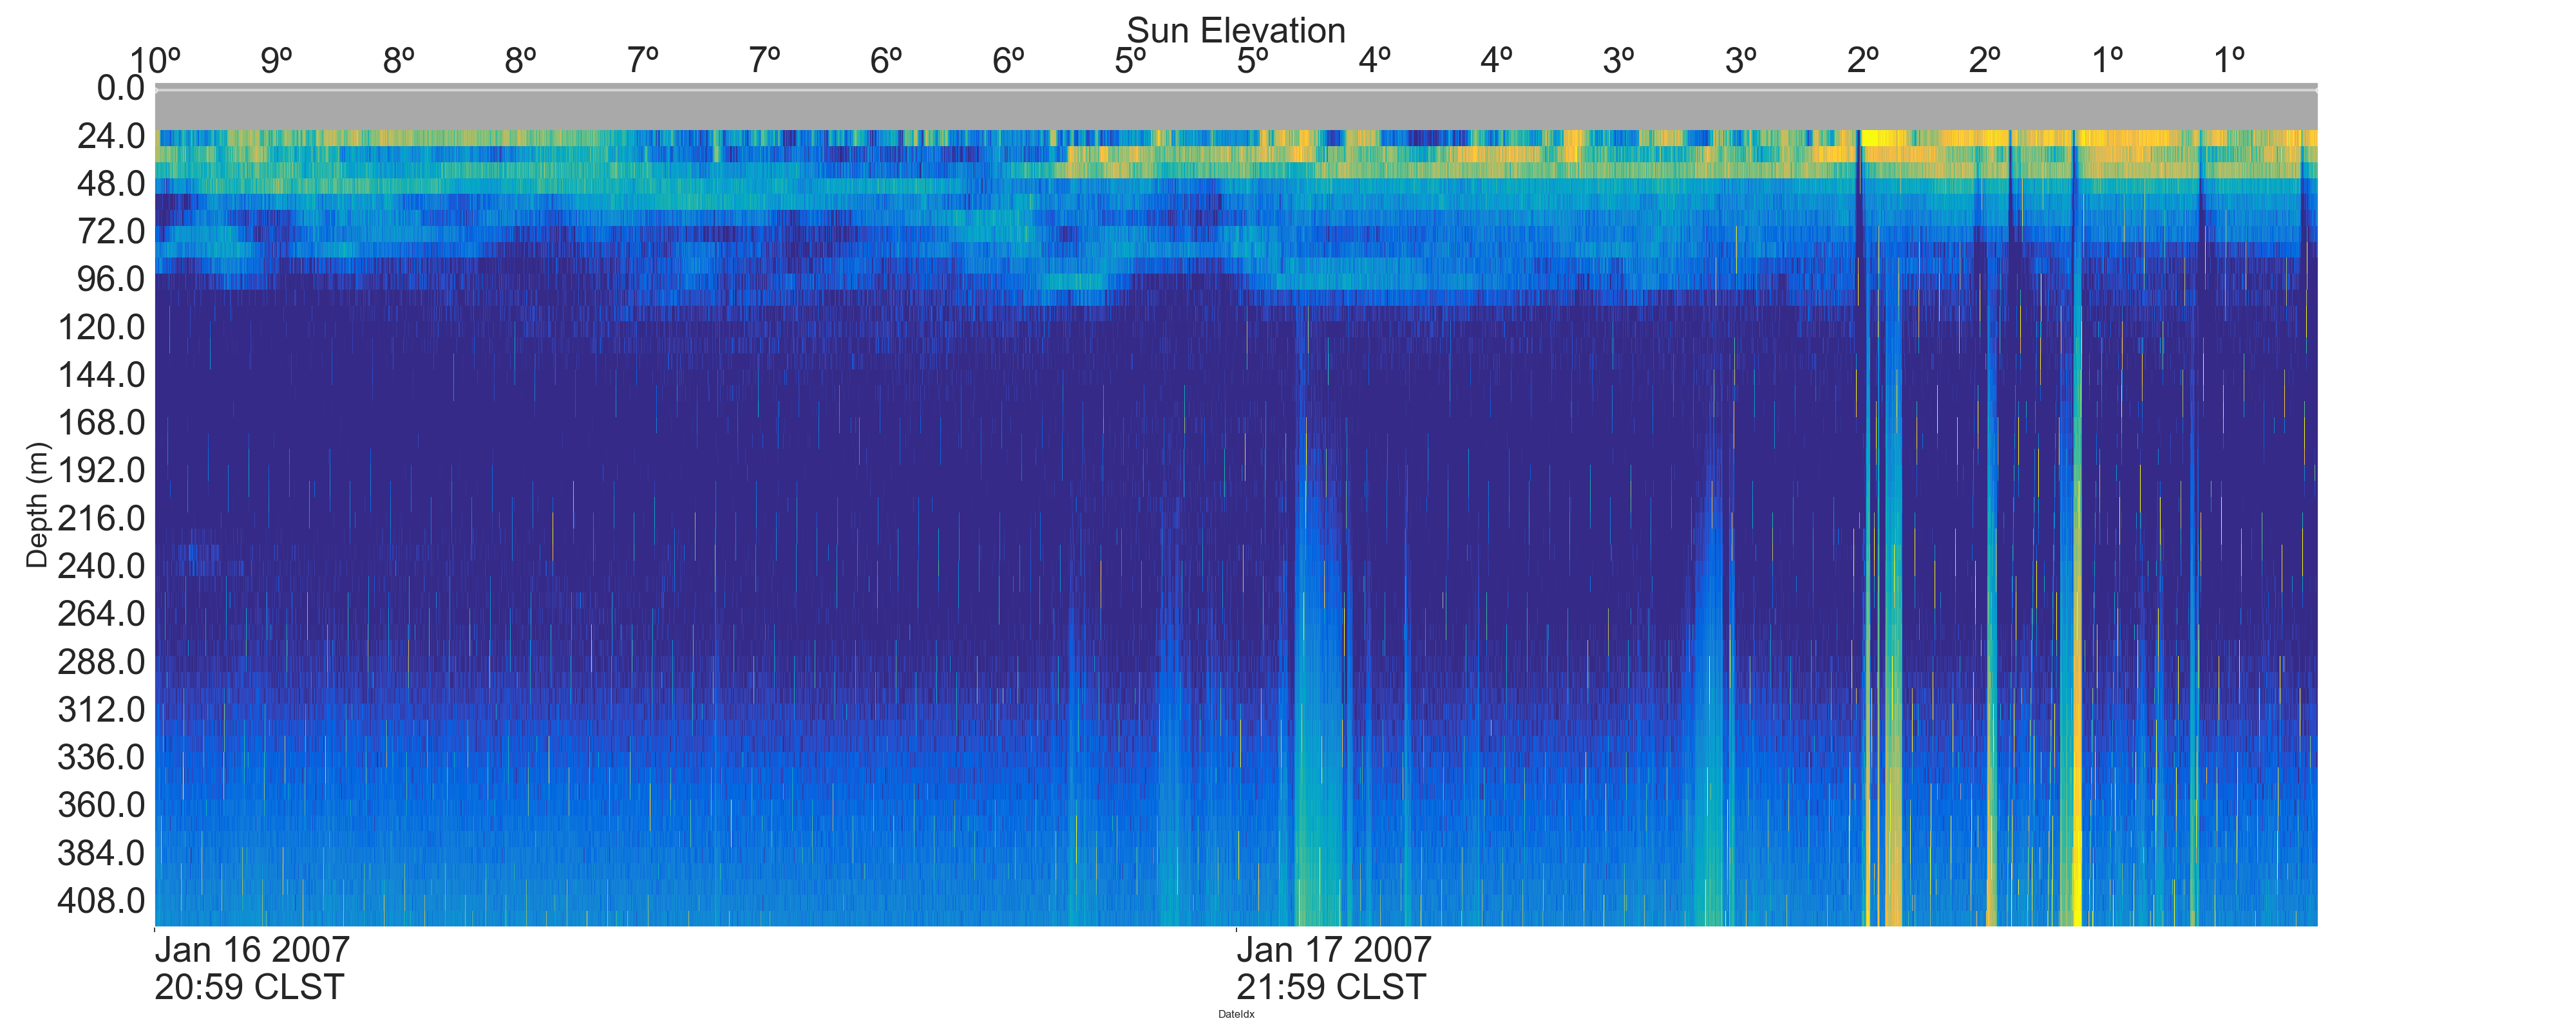 Sun Elevation
10º 9º 8º 8º 7º 7º 6º 6º 5º 5º 4º 4º 3º 3º 2º 2º 1º 1º
0.0
24.0
48.0
72.0
96.0
120.0
144.0
168.0
192.0
216.0
240.0
264.0
288.0
312.0
336.0
360.0
384.0
408.0
Depth (m)
Jan 16 2007
20:59 CLST
Jan 17 2007
21:59 CLST
DateIdx